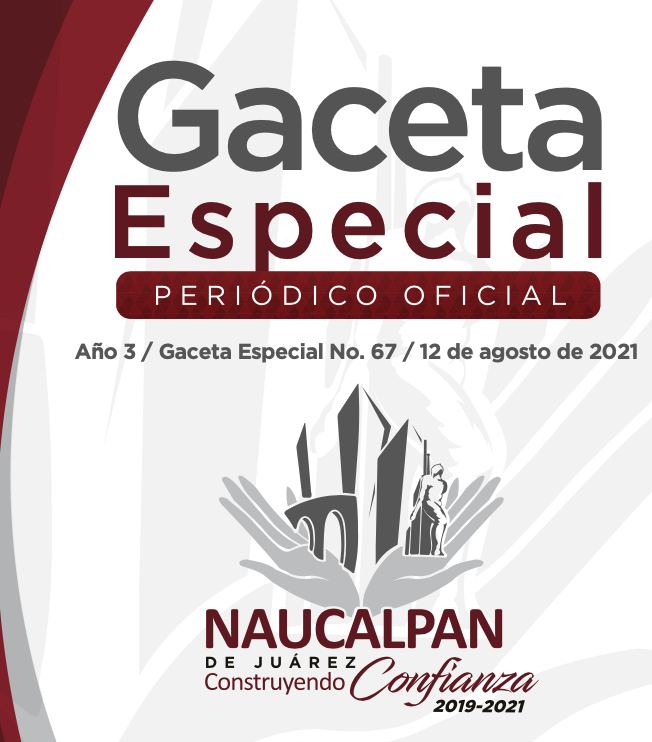 Gaceta
Especial
PERIÓDICO OFICIAL
Año 3 / Gaceta Especial No. 67 / 12 de agosto de 2021
NAUCALPAN
DE JUÁREZ
Construyendo Confianza
2019-2021